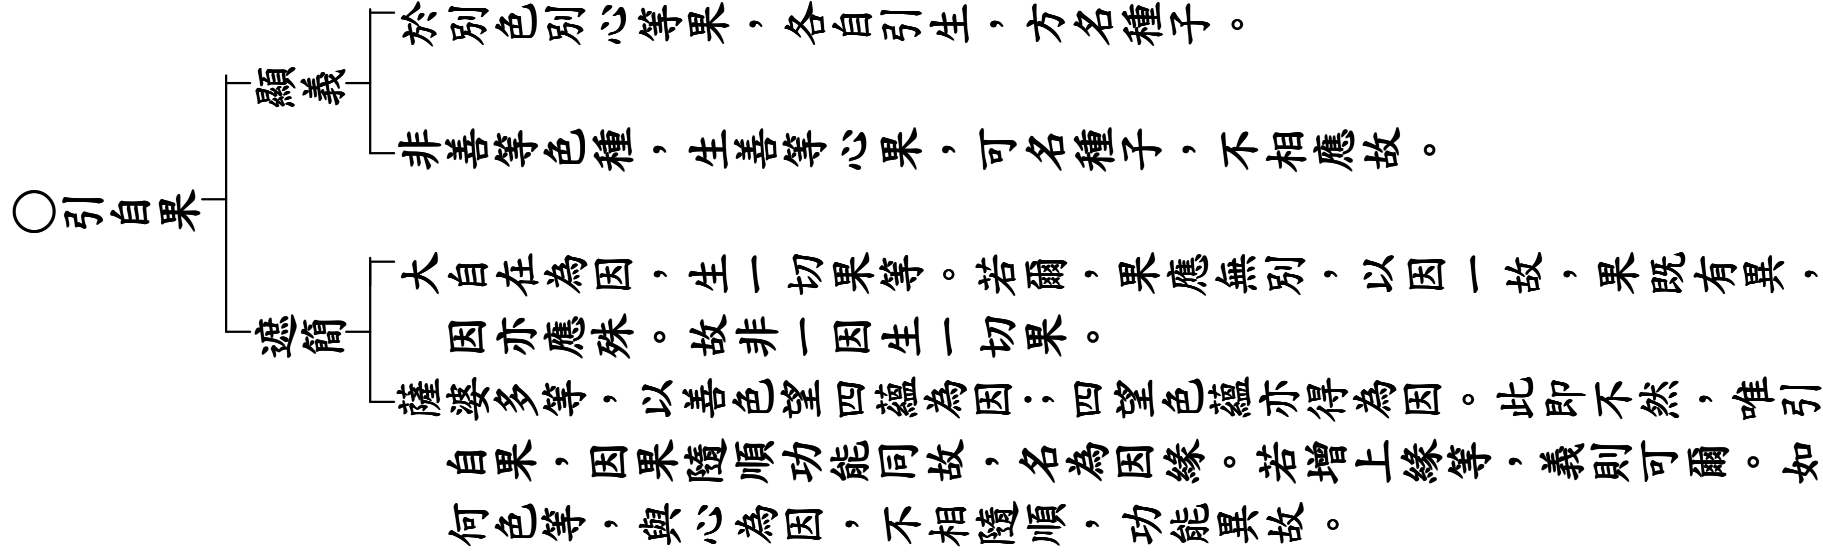 ○引自果
顯義
於別色別心等果，各自引生，方名種子。
非善等色種，生善等心果，可名種子，不相應故。
遮簡
大自在為因，生一切果等。若爾，果應無別，以因一故，果既有異，
因亦應殊。故非一因生一切果。
薩婆多等，以善色望四蘊為因；四望色蘊亦得為因。此即不然，唯引
自果，因果隨順功能同故，名為因緣。若增上緣等，義則可爾。如
何色等，與心為因，不相隨順，功能異故。